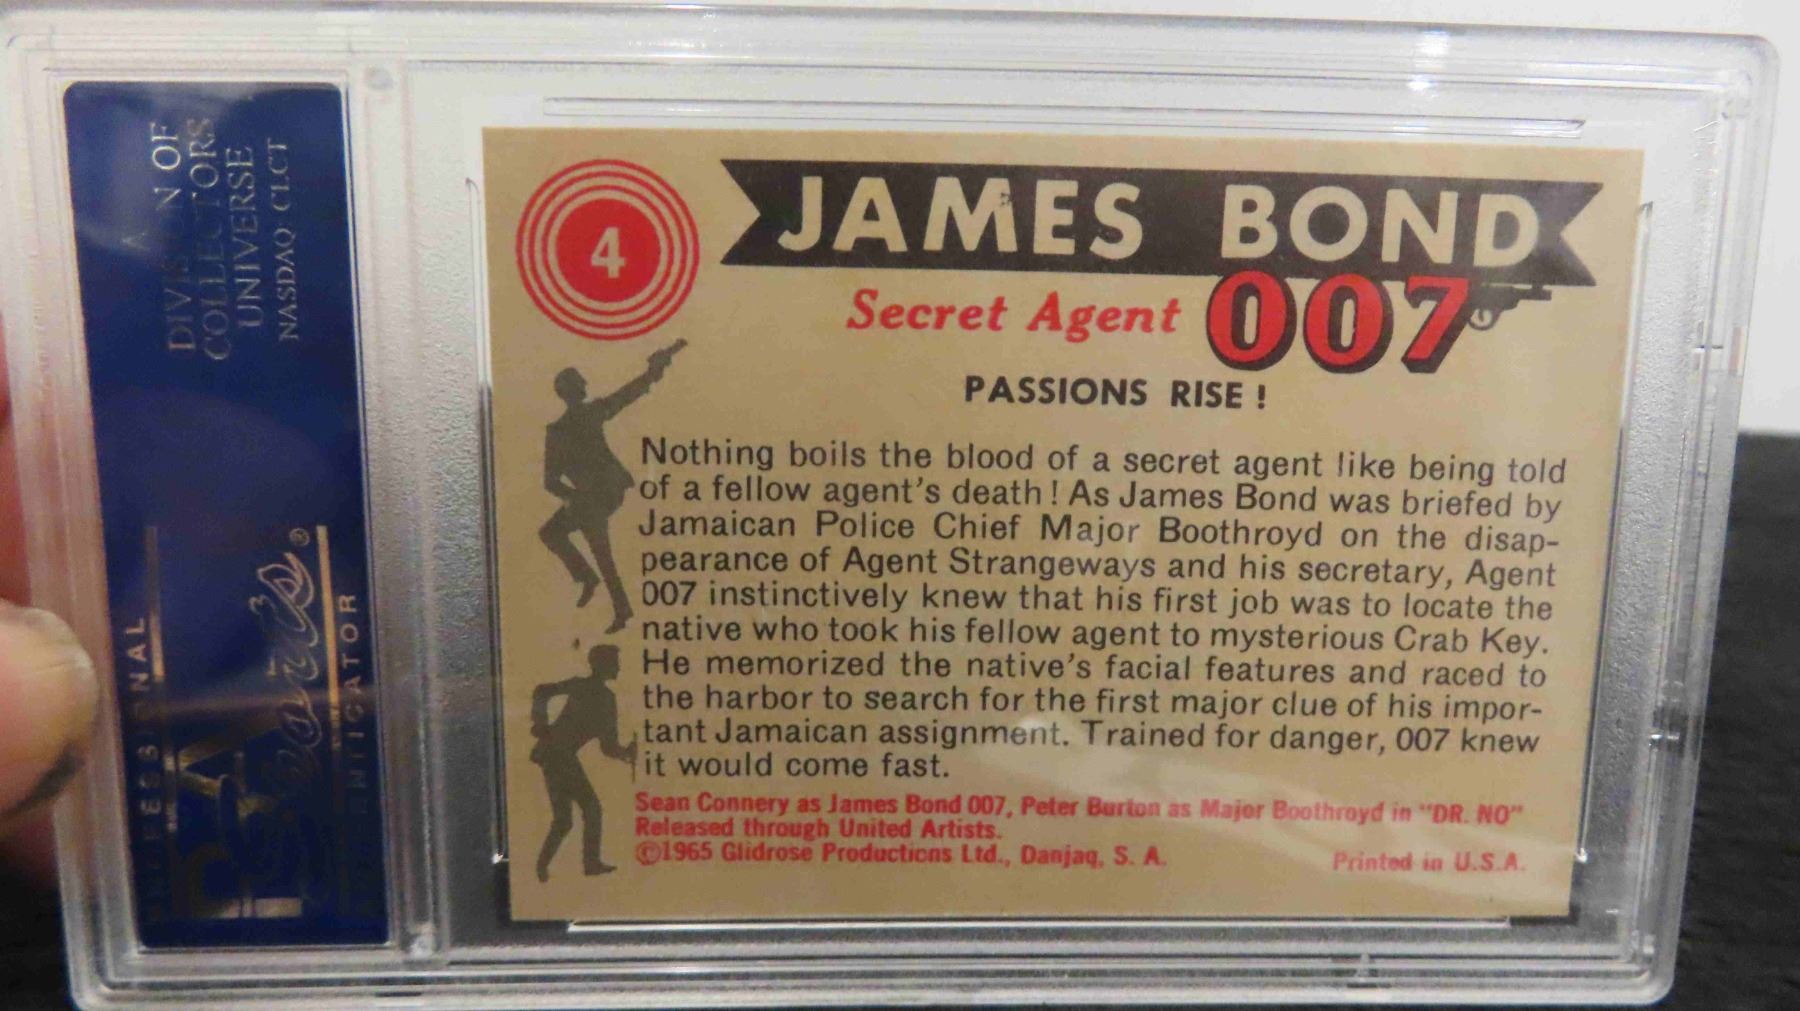 4
JAMES BOND
Secret Agent 007
PASSIONS RISE!
Nothing boils the blood of a secret agent like being told
of a fellow agent's death! As James Bond was briefed by
Jamaican Police Chief Major Boothroyd on the disap-
pearance of Agent Strangeways and his secretary, Agent
007 instinctively knew that his first job was to locate the
native who took his fellow agent to mysterious Crab Key.
He memorized the native's facial features and raced to
the harbor to search for the first major clue of his impor-
tant Jamaican assignment. Trained for danger, 007 knew
it would come fast.
Sean Connery as James Bond 007, Peter Burton as Major Boothroyd in "DR. NO"
Released through United Artists.
©1965 Glidrose Productions Ltd., Danjaq, S. A. Printed in U.S.A.
PROFESSIONAL
PSA
Sports®
AUTHENTICATOR
DIVISION OF
COLLECTORS
UNIVERSE
NASDAQ: CLCT